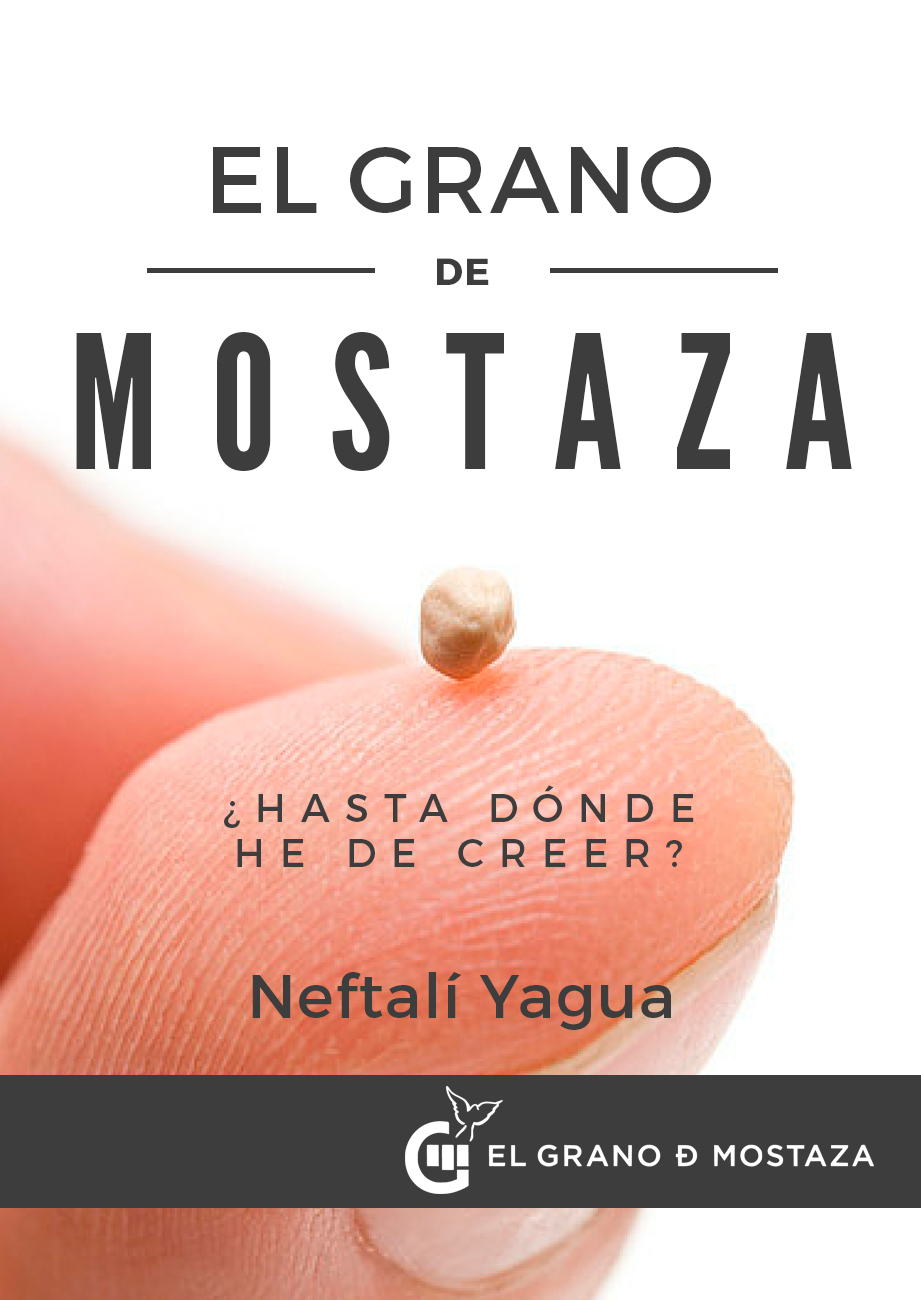 EL GRANO
DE
MOSTAZA
¿HASTA DÓNDE
HE DE CREER?
Neftalí Yagua
EL GRANO Đ MOSTAZA